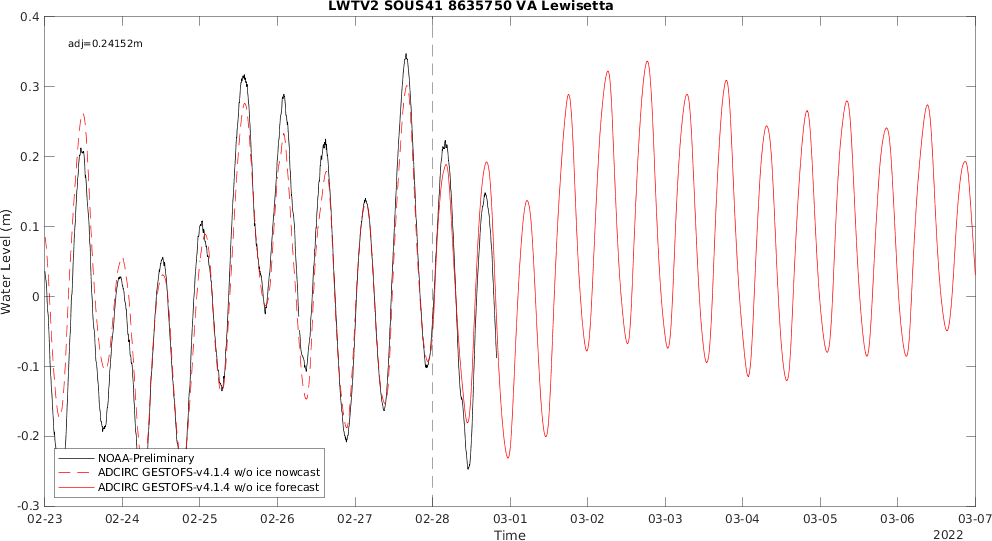 LWTV2 SOUS41 8635750 VA Lewisetta
adj=0.24152m
Water Level (m)
0.4
0.3
0.2
0.1
0
-0.1
-0.2
-0.3
NOAA-Preliminary
ADCIRC GESTOFS-v4.1.4 w/o ice nowcast
ADCIRC GESTOFS-v4.1.4 w/o ice forecast
02-23 02-24 02-25 02-26 02-27 02-28 03-01 03-02 03-03 03-04 03-05 03-06 03-07
Time
2022